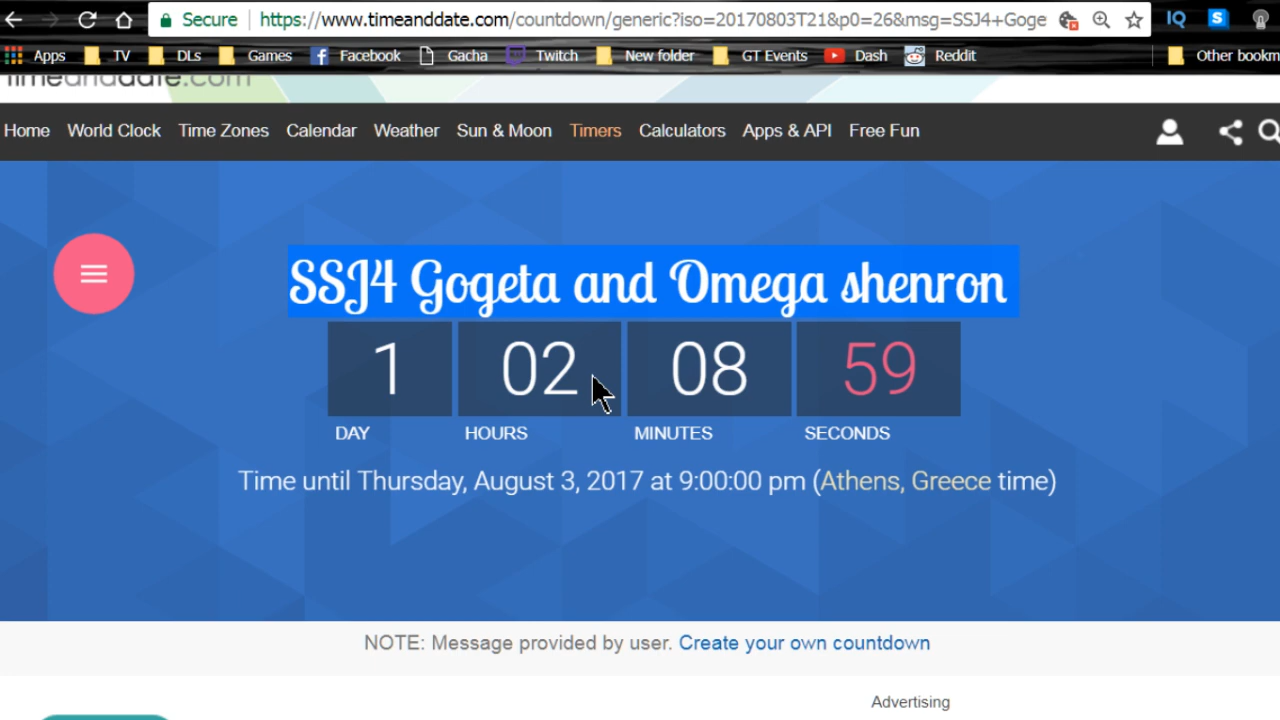 Secure https://www.timeanddate.com/countdown/generic?iso=20170803T21&p0=26&msg=SSJ4+Goge IQ S
Apps TV DLs Games Facebook Gacha Twitch New folder GT Events Dash Reddit Other bookm
timeanddate.com
Home World Clock Time Zones Calendar Weather Sun & Moon Timers Calculators Apps & API Free Fun
SSJ4 Gogeta and Omega shenron
1 02 08 59
DAY HOURS MINUTES SECONDS
Time until Thursday, August 3, 2017 at 9:00:00 pm (Athens, Greece time)
NOTE: Message provided by user. Create your own countdown
Advertising